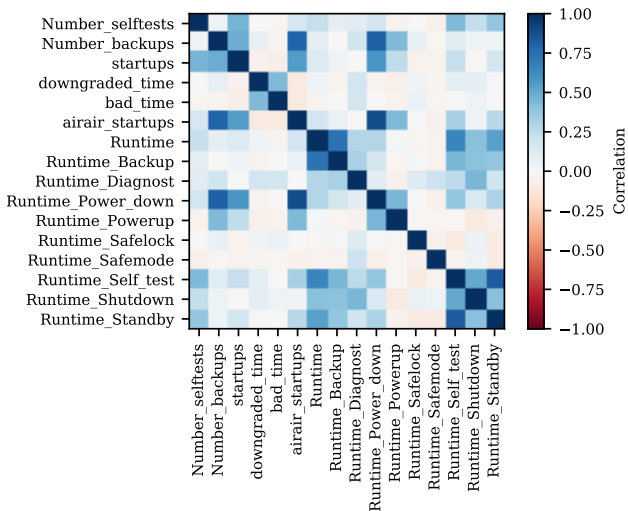 Number_selftests
Number_backups
startups
downgraded_time
bad_time
airair_startups
Runtime
Runtime_Backup
Runtime_Diagnost
Runtime_Power_down
Runtime_Powerup
Runtime_Safelock
Runtime_Safemode
Runtime_Self_test
Runtime_Shutdown
Runtime_Standby
Number_selftests
Number_backups
startups
downgraded_time
bad_time
airair_startups
Runtime
Runtime_Backup
Runtime_Diagnost
Runtime_Power_down
Runtime_Powerup
Runtime_Safelock
Runtime_Safemode
Runtime_Self_test
Runtime_Shutdown
Runtime_Standby
1.00
0.75
0.50
0.25
0.00
−0.25
−0.50
−0.75
−1.00
Correlation